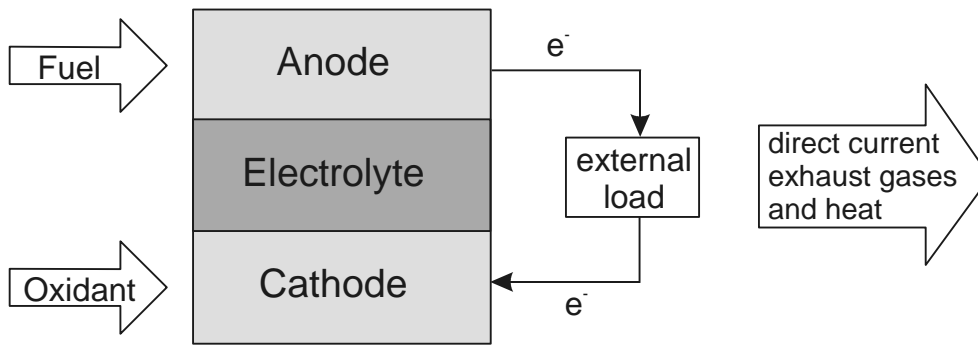 Fuel
Anode
e-
Electrolyte
external
load
direct current
exhaust gases
and heat
Oxidant
Cathode
e-